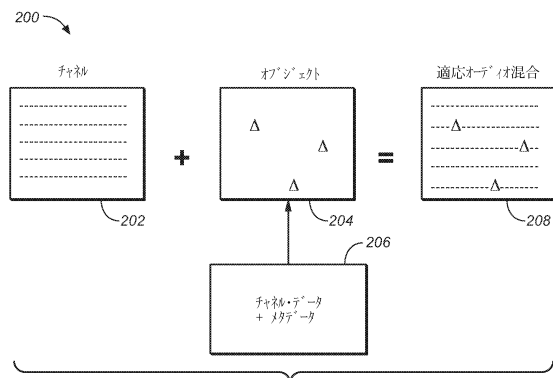 200
チャネル
オブジェクト
適応オーディオ混合
Δ
Δ
Δ
+
=
Δ
Δ
Δ
202
204
208
206
チャネル・データ
+ メタデータ